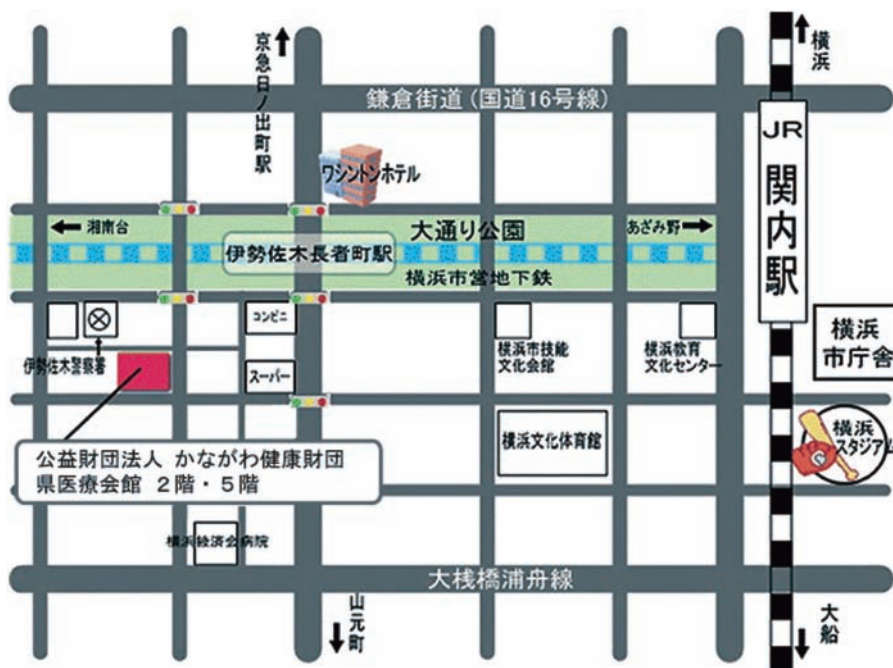 京急日ノ出町駅
横浜
鎌倉街道 (国道16号線)
JR
関内駅
ワシントンホテル
湘南台
大通り公園
あざみ野
伊勢佐木長者町駅
横浜市営地下鉄
コンビニ
横浜市技能
文化会館
横浜教育
文化センター
横浜
市庁舎
伊勢佐木警察署
スーパー
横浜
スタジアム
横浜文化体育館
公益財団法人 かながわ健康財団
県医療会館 2階・5階
大桟橋浦舟線
山元町
大船